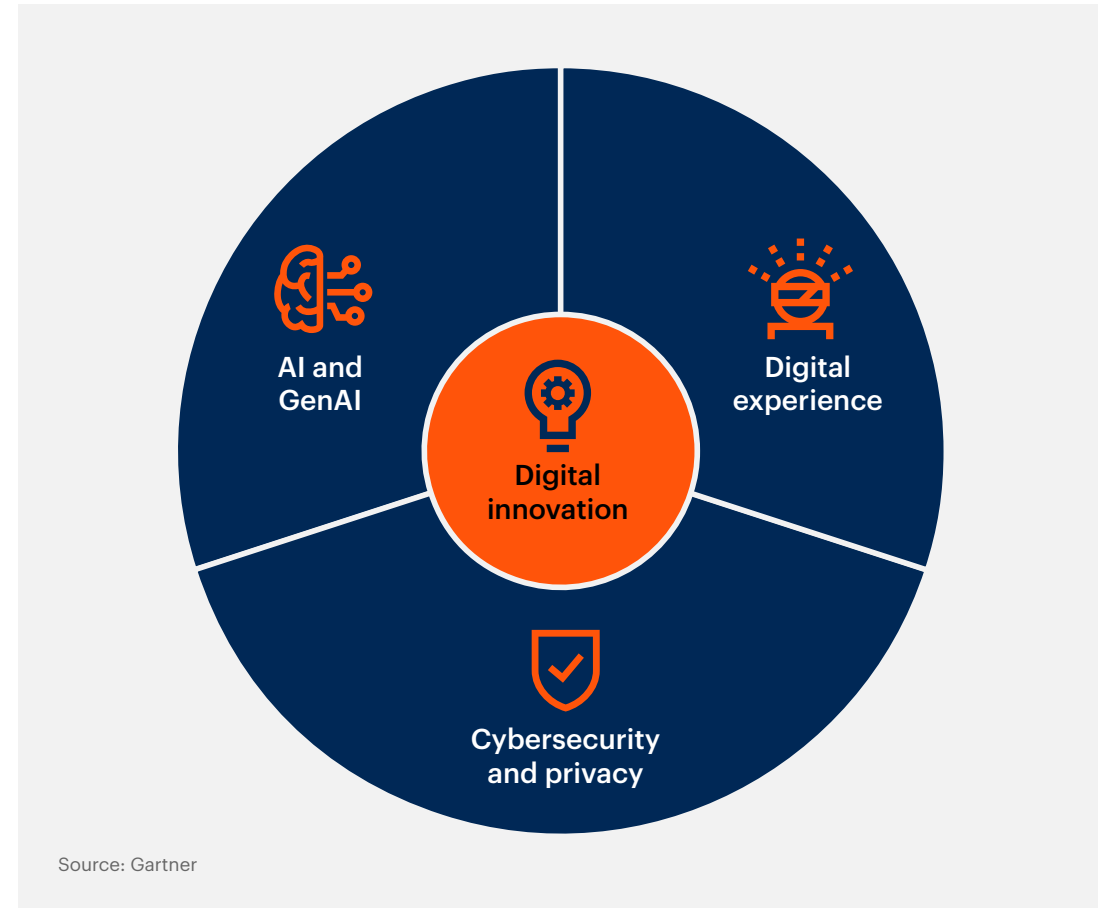 AI and
GenAI
Digital
experience
Digital
innovation
Cybersecurity
and privacy
Source: Gartner